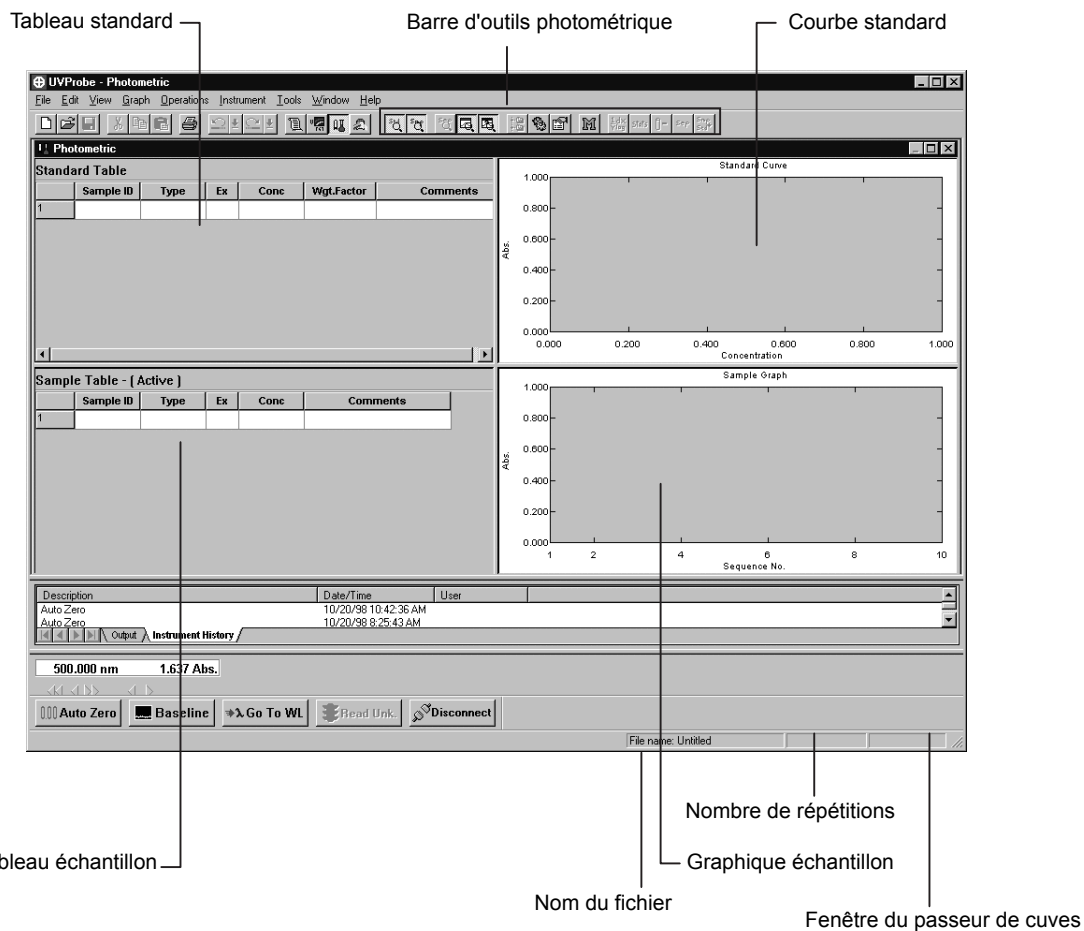 Tableau standard
Barre d'outils photométrique
Courbe standard
UVProbe - Photometric
File Edit View Graph Operations Instrument Tools Window Help
Photometric
Standard Table
Sample ID Type Ex Conc Wgt.Factor Comments
1
Standard Curve
1.000
0.800
0.600
0.400
0.200
0.000
Abs.
0.000 0.200 0.400 0.600 0.800 1.000
Concentration
Sample Table - ( Active )
Sample ID Type Ex Conc Comments
1
Sample Graph
1.000
0.800
0.600
0.400
0.200
0.000
Abs.
1 2 4 6 8 10
Sequence No.
Description Date/Time User
Auto Zero 10/20/98 10:42:36 AM
Auto Zero 10/20/98 8:25:43 AM
Output Instrument History
500.000 nm 1.637 Abs.
Auto Zero Baseline λ Go To WL Read Unk. Disconnect
File name: Untitled
Nombre de répétitions
bleau échantillon
Graphique échantillon
Nom du fichier
Fenêtre du passeur de cuves